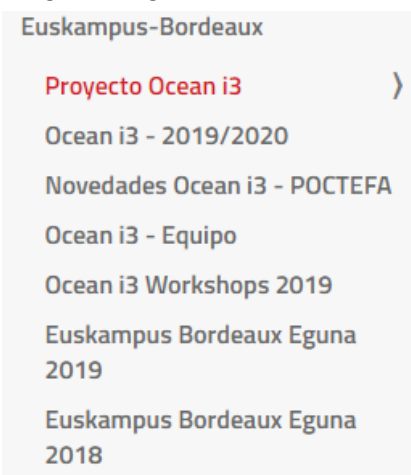 Euskampus-Bordeaux
Proyecto Ocean i3
Ocean i3 - 2019/2020
Novedades Ocean i3 - POCTEFA
Ocean i3 - Equipo
Ocean i3 Workshops 2019
Euskampus Bordeaux Eguna
2019
Euskampus Bordeaux Eguna
2018